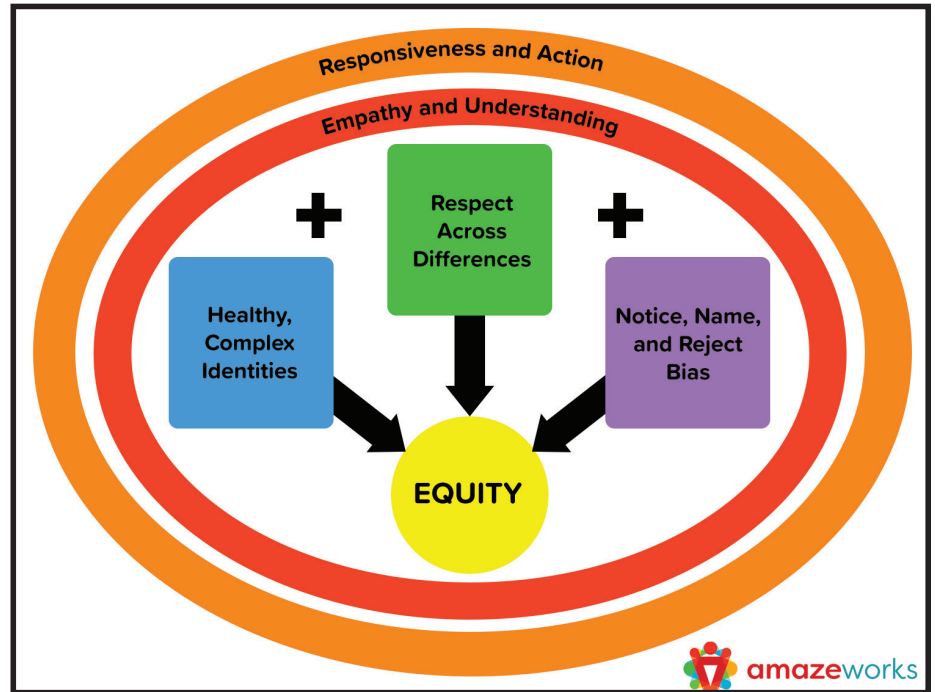 Responsiveness and Action
Empathy and Understanding
+
+
Respect
Across
Differences
Healthy,
Complex
Identities
Notice, Name,
and Reject
Bias
EQUITY
amazeworks